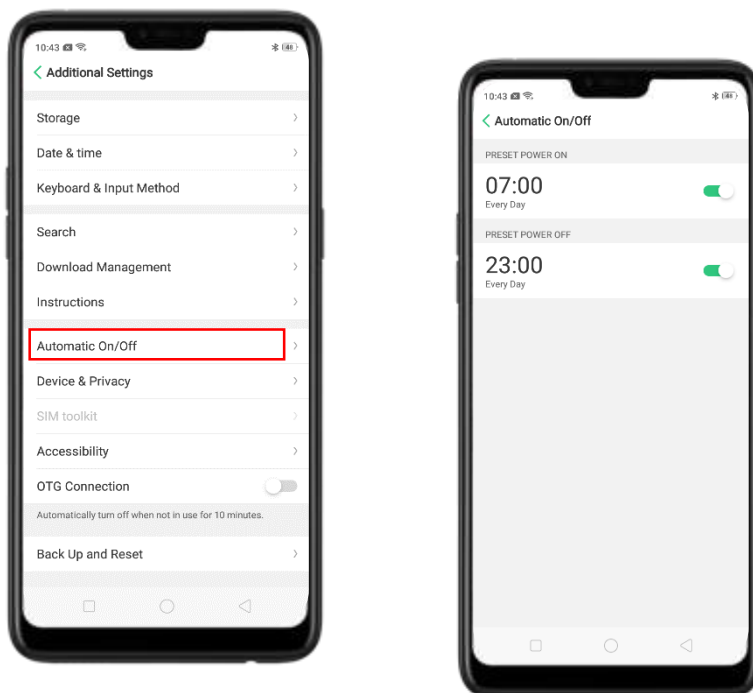 10:43
Additional Settings
Storage
Date & time
Keyboard & Input Method
Search
Download Management
Instructions
Automatic On/Off
Device & Privacy
SIM toolkit
Accessibility
OTG Connection
Automatically turn off when not in use for 10 minutes.
Back Up and Reset
10:43
Automatic On/Off
PRESET POWER ON
07:00
Every Day
PRESET POWER OFF
23:00
Every Day